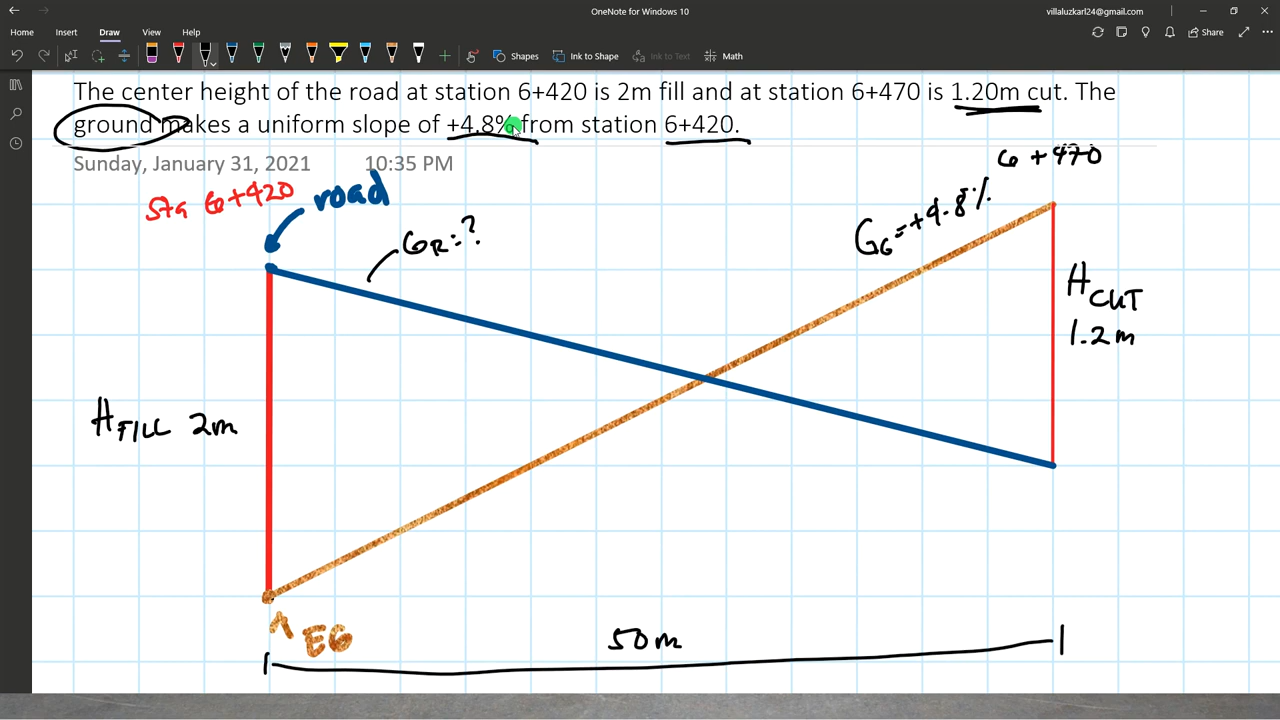 OneNote for Windows 10
villaluzkarl24@gmail.com
Home Insert Draw View Help
Share
Shapes Ink to Shape Ink to Text Math
The center height of the road at station 6+420 is 2m fill and at station 6+470 is 1.20m cut. The
ground makes a uniform slope of +4.8% from station 6+420.
Sunday, January 31, 2021 10:35 PM
6+470
Sta 6+420
road
GR=?
GG=+4.8%
HCUT
1.2m
HFILL 2m
EG
50m